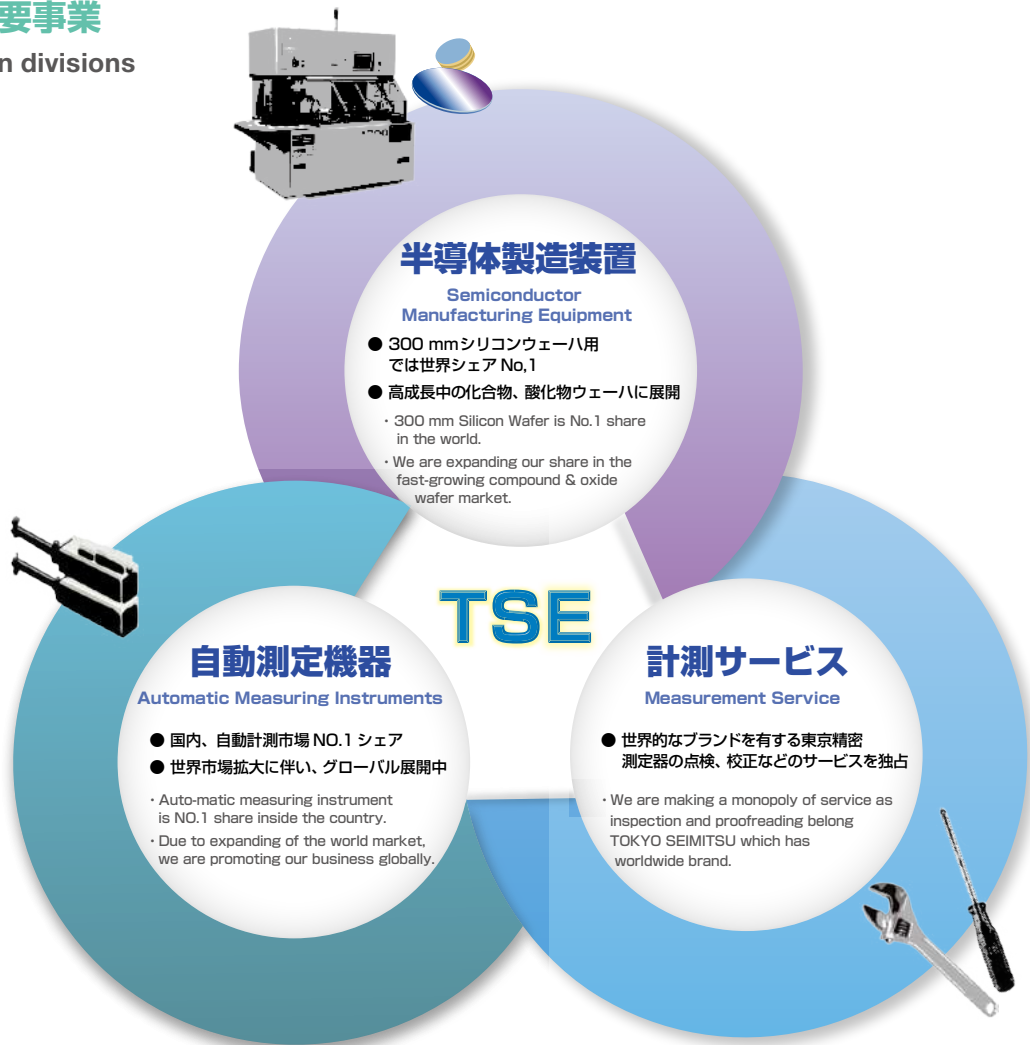 要事業
n divisions
半導体製造装置
Semiconductor
Manufacturing Equipment
● 300 mmシリコンウェーハ用
では世界シェア No,1
● 高成長中の化合物、酸化物ウェーハに展開
・300 mm Silicon Wafer is No.1 share
in the world.
・We are expanding our share in the
fast-growing compound & oxide
wafer market.
TSE
自動測定機器
Automatic Measuring Instruments
● 国内、自動計測市場 NO.1 シェア
● 世界市場拡大に伴い、グローバル展開中
・Auto-matic measuring instrument
is NO.1 share inside the country.
・Due to expanding of the world market,
we are promoting our business globally.
計測サービス
Measurement Service
● 世界的なブランドを有する東京精密
測定器の点検、校正などのサービスを独占
・We are making a monopoly of service as
inspection and proofreading belong
TOKYO SEIMITSU which has
worldwide brand.